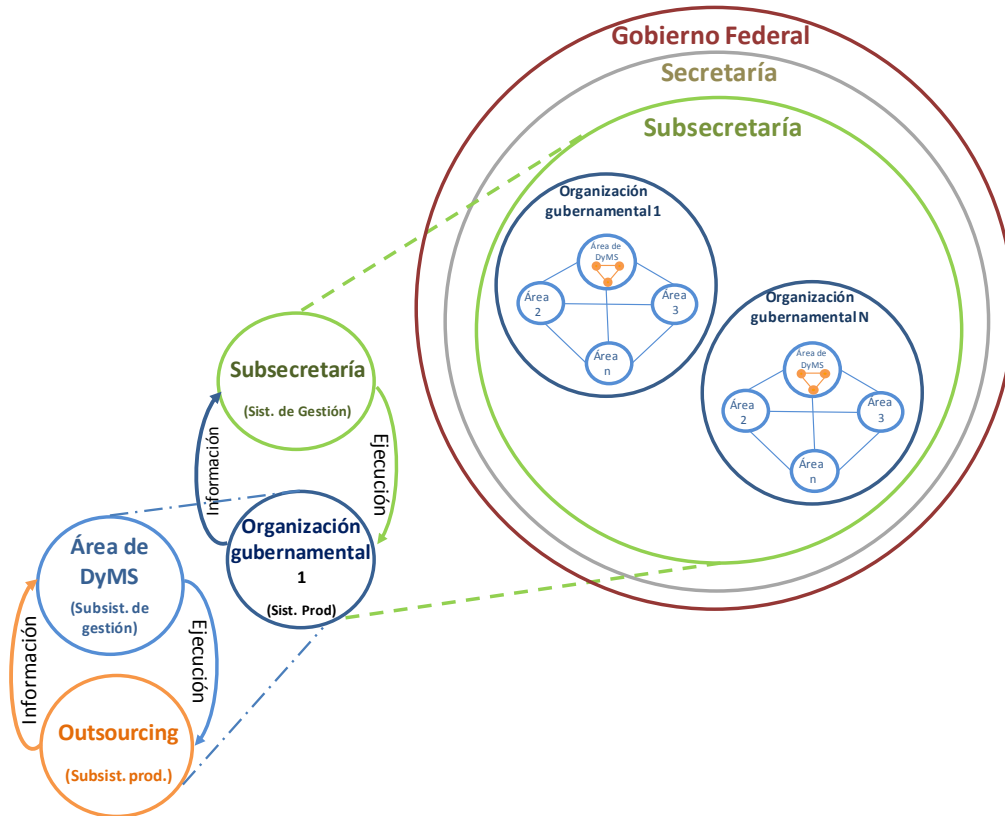 Gobierno Federal
Secretaría
Subsecretaría
Organización
gubernamental 1
Área de
DyMS
Área
2
Área
3
Área
n
Organización
gubernamental N
Área de
DyMS
Área
2
Área
3
Área
n
Subsecretaría
(Sist. de Gestión)
Información
Ejecución
Organización
gubernamental
1
(Sist. Prod)
Área de
DyMS
(Subsist. de
gestión)
Información
Ejecución
Outsourcing
(Subsist. prod.)